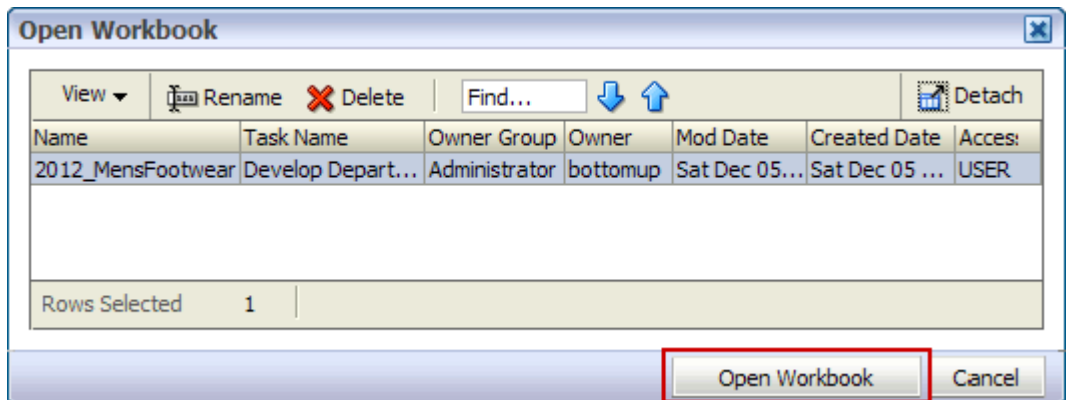 Open Workbook
View Rename Delete Find... Detach
Name Task Name Owner Group Owner Mod Date Created Date Acces:
2012_MensFootwear Develop Depart... Administrator bottomup Sat Dec 05... Sat Dec 05 ... USER
Rows Selected 1
Open Workbook Cancel